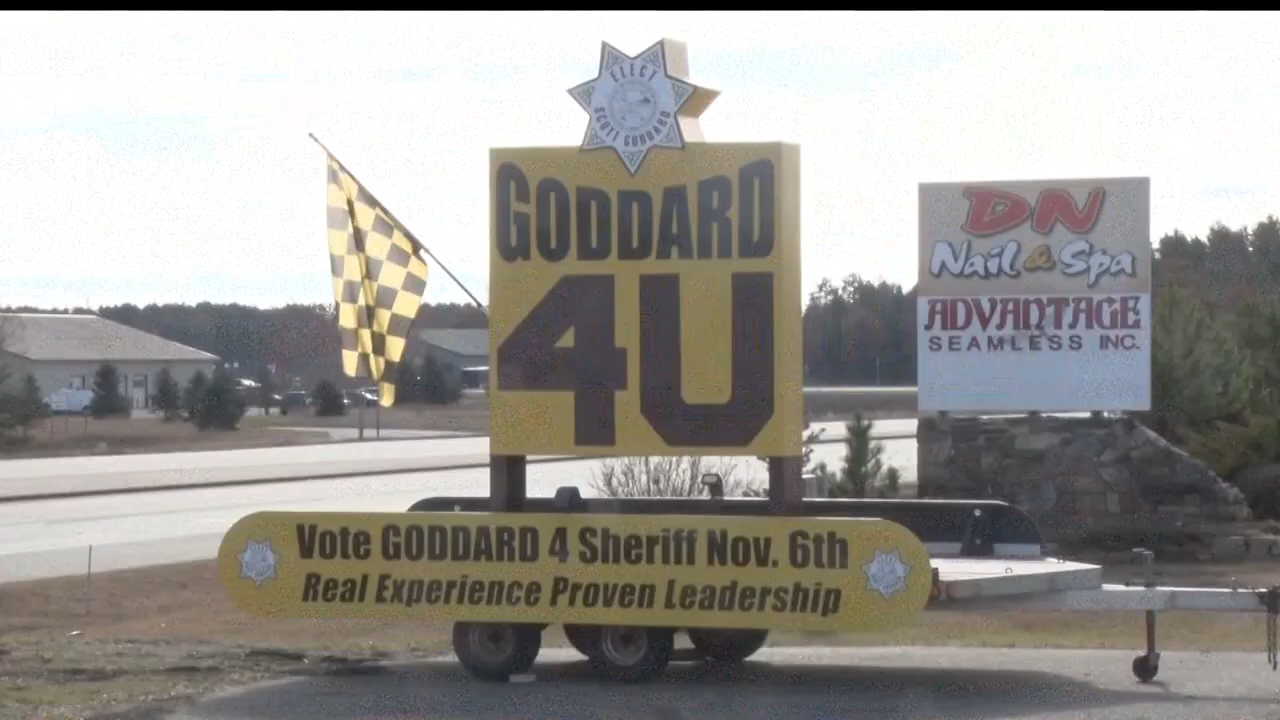 ELECT
SCOTT GODDARD
GODDARD
4U
Vote GODDARD 4 Sheriff Nov. 6th
Real Experience Proven Leadership
DN
Nail & Spa
ADVANTAGE
SEAMLESS INC.